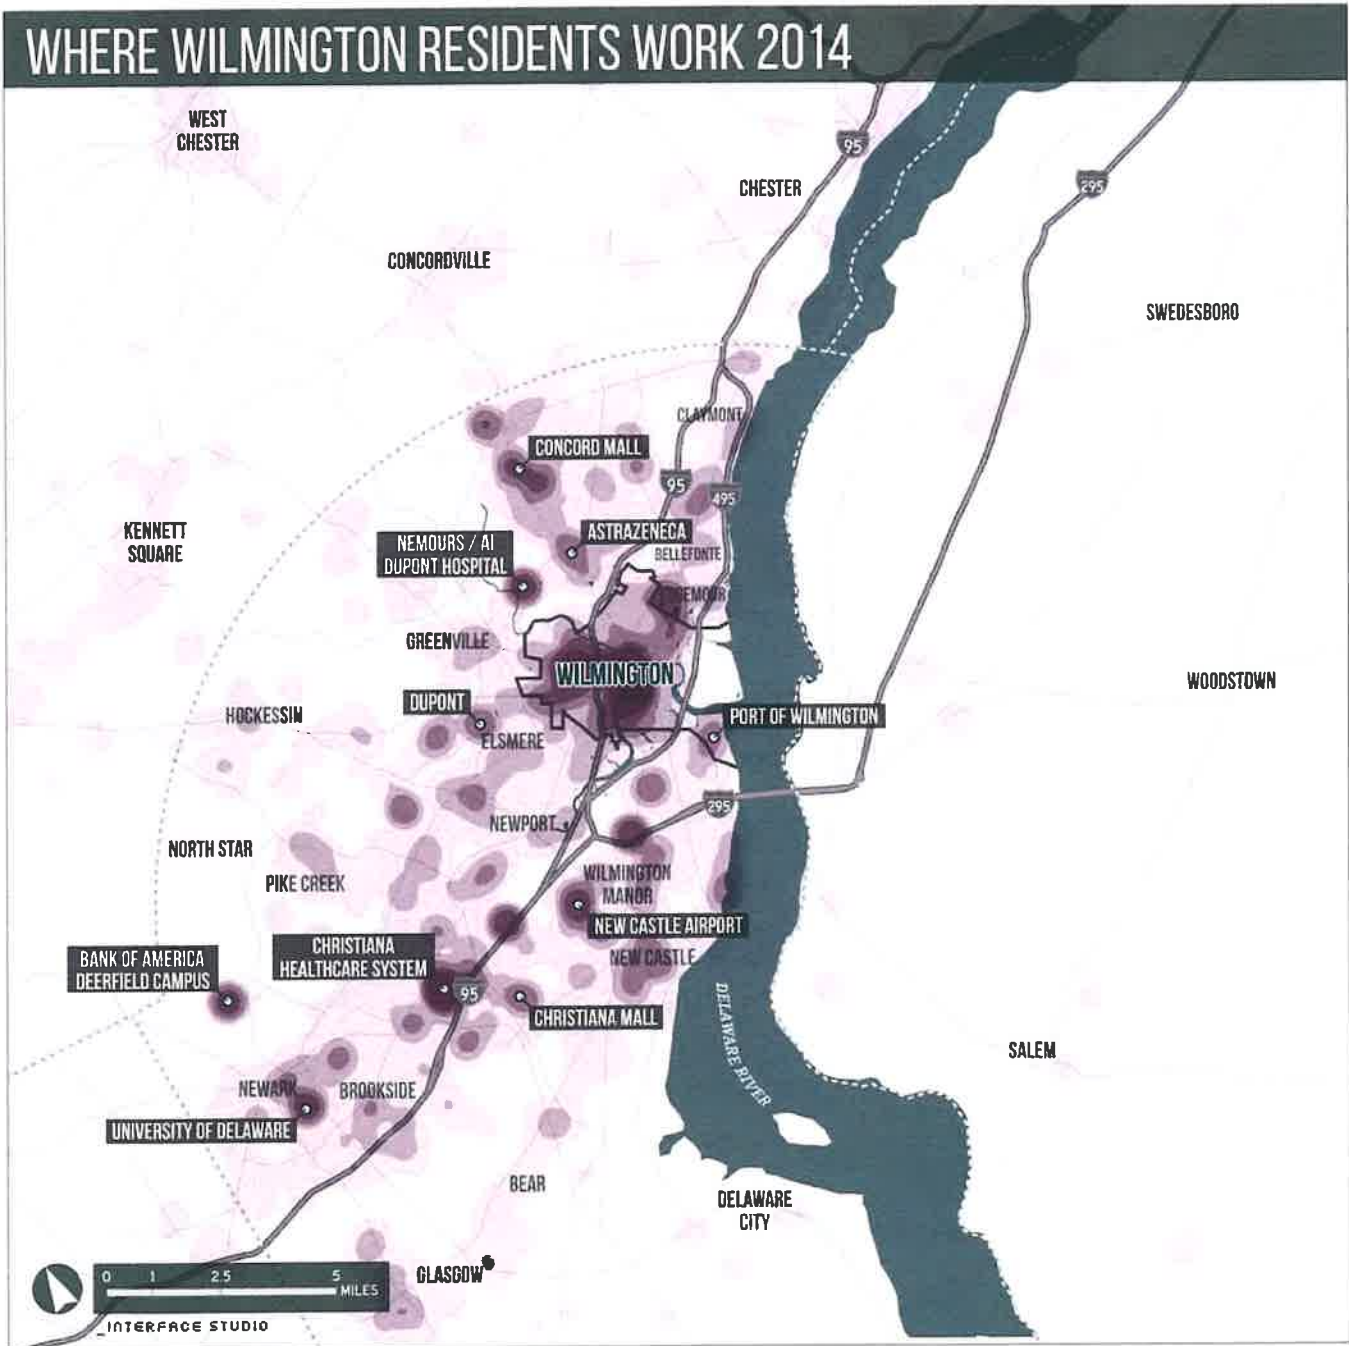 WHERE WILMINGTON RESIDENTS WORK 2014
WEST
CHESTER
95
CHESTER
295
CONCORDVILLE
SWEDESBORO
CLAYMONT
CONCORD MALL
95
495
KENNETT
SQUARE
ASTRAZENECA
NEMOURS / AI
DUPONT HOSPITAL
BELLEFONTE
GREENVILLE
WILMINGTON
WOODSTOWN
DUPONT
HOCKESSIN
PORT OF WILMINGTON
ELSMERE
295
NEWPORT
NORTH STAR
PIKE CREEK
WILMINGTON
MANOR
NEW CASTLE AIRPORT
CHRISTIANA
HEALTHCARE SYSTEM
BANK OF AMERICA
DEERFIELD CAMPUS
NEW CASTLE
95
CHRISTIANA MALL
DELAWARE RIVER
SALEM
NEWARK
BROOKSIDE
UNIVERSITY OF DELAWARE
BEAR
DELAWARE
CITY
GLASGOW
0 1 2.5 5
MILES
INTERFACE STUDIO